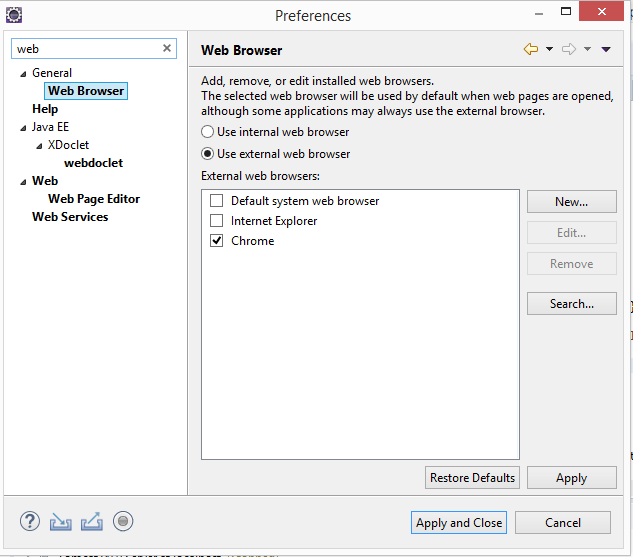 Preferences
web
Web Browser
General
Web Browser
Help
Java EE
XDoclet
webdoclet
Web
Web Page Editor
Web Services
Add, remove, or edit installed web browsers.
The selected web browser will be used by default when web pages are opened,
although some applications may always use the external browser.
Use internal web browser
Use external web browser
External web browsers:
Default system web browser
Internet Explorer
Chrome
New...
Edit...
Remove
Search...
Restore Defaults
Apply
Apply and Close
Cancel